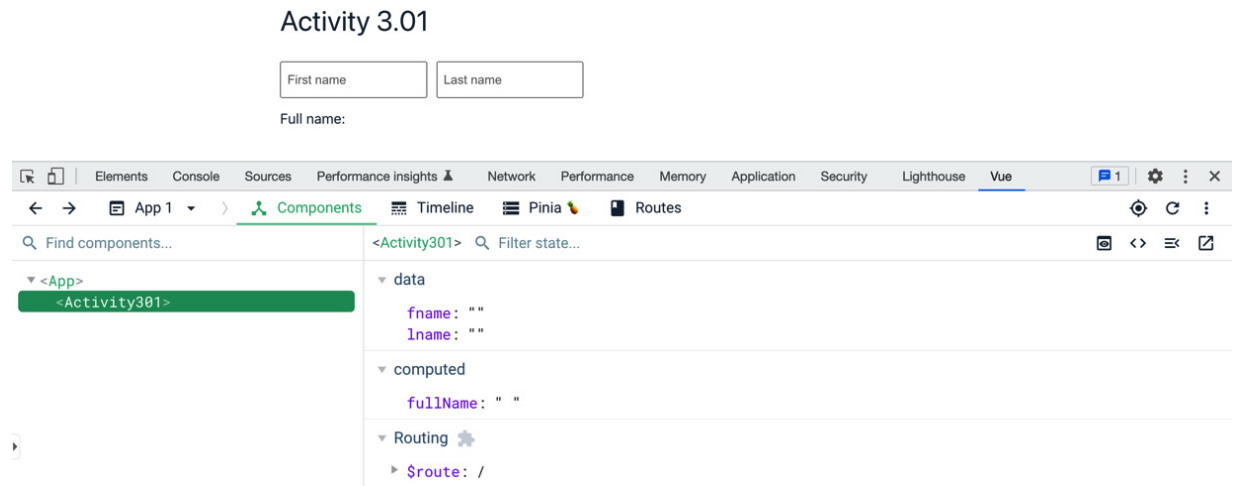 Activity 3.01
First name Last name
Full name:
Elements Console Sources Performance insights Network Performance Memory Application Security Lighthouse Vue 1
App 1 Components Timeline Pinia Routes
Find components... <Activity301> Filter state...
<App>
<Activity301>
data
fname: ""
lname: ""
computed
fullName: " "
Routing
$route: /